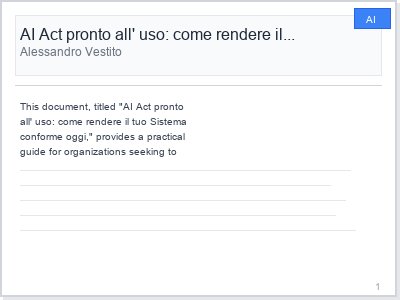 AI
AI Act pronto all' uso: come rendere il...
Alessandro Vestito
This document, titled "AI Act pronto
all' uso: come rendere il tuo Sistema
conforme oggi," provides a practical
guide for organizations seeking to
1